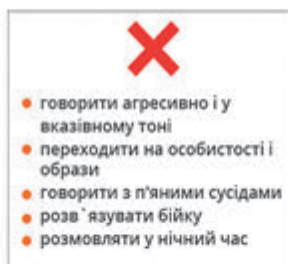 говорити агресивно і у
вказівному тоні
переходити на особистості і
образи
говорити з п'яними сусідами
розв`язувати бійку
розмовляти у нічний час